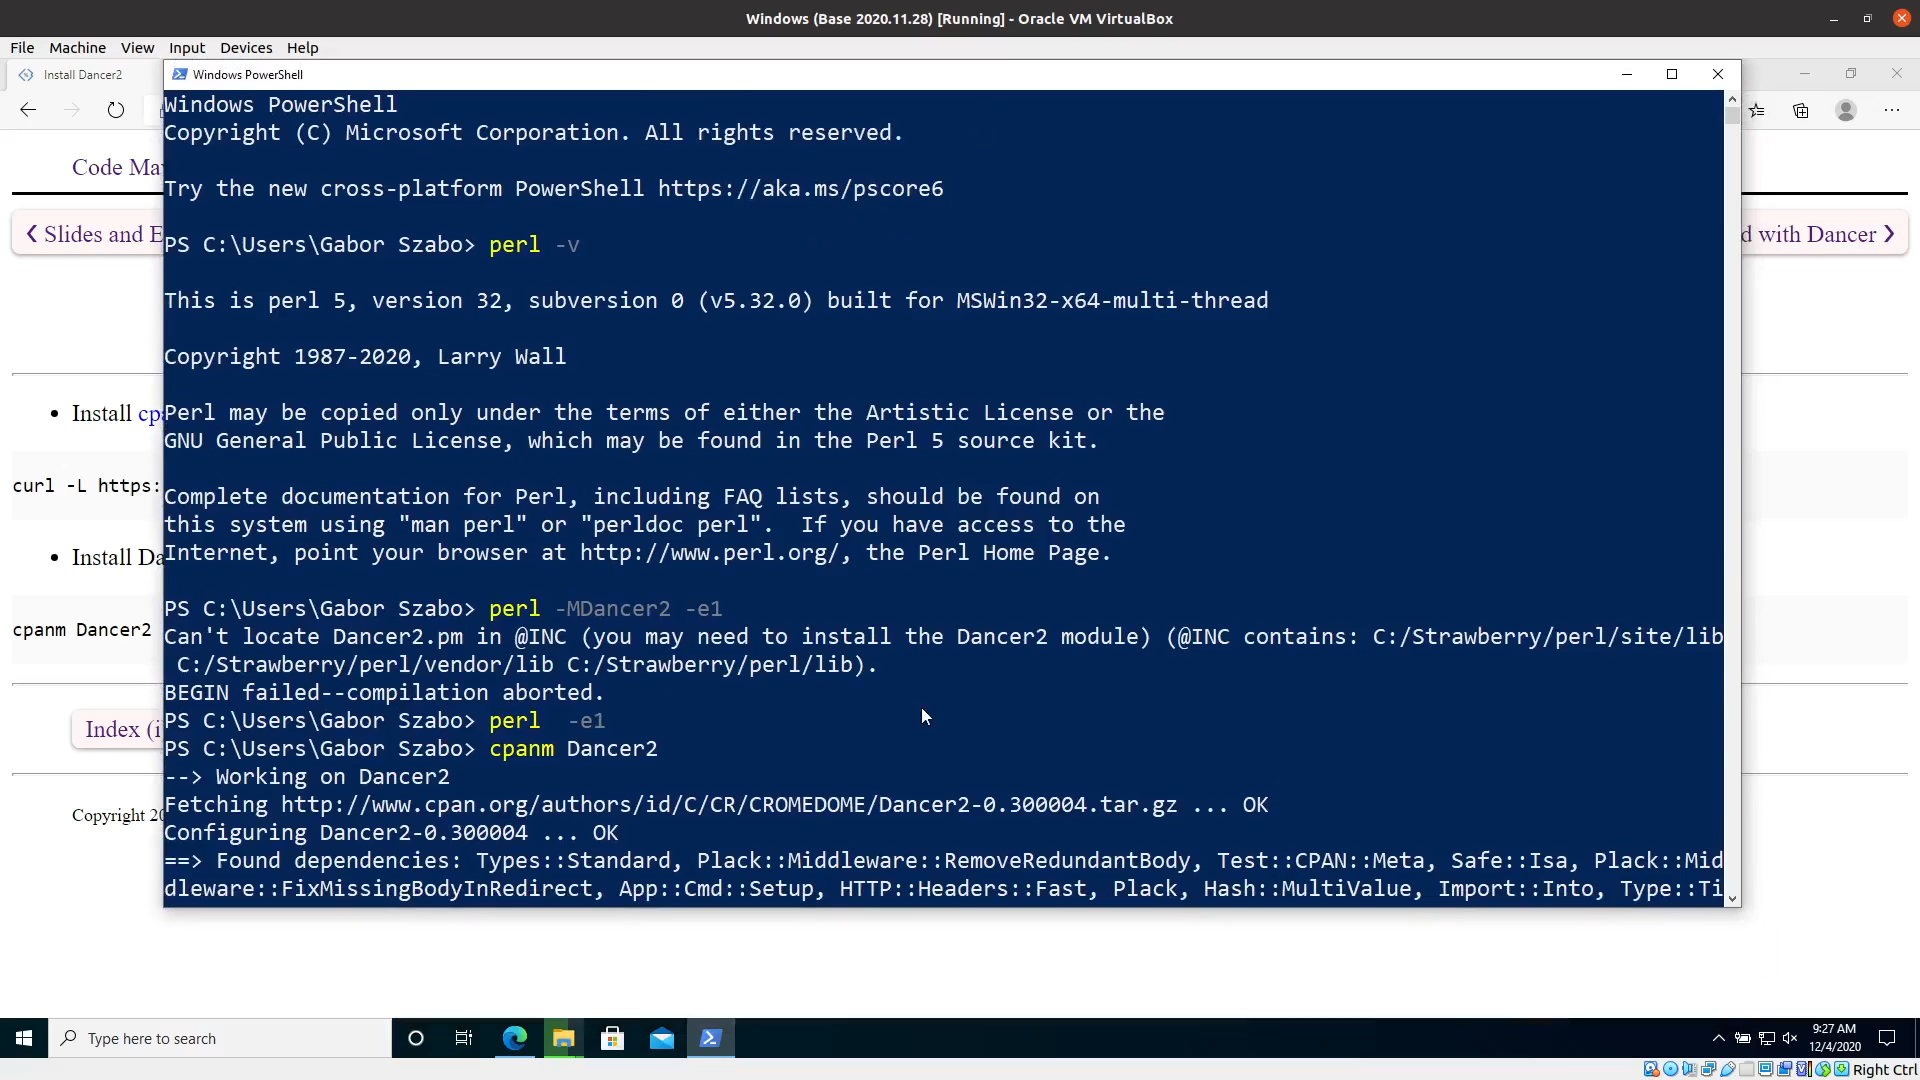 Windows (Base 2020.11.28) [Running] - Oracle VM VirtualBox
File Machine View Input Devices Help
Install Dancer2
Windows PowerShell
Windows PowerShell
Copyright (C) Microsoft Corporation. All rights reserved.
Try the new cross-platform PowerShell https://aka.ms/pscore6
PS C:\Users\Gabor Szabo> perl -v
This is perl 5, version 32, subversion 0 (v5.32.0) built for MSWin32-x64-multi-thread
Copyright 1987-2020, Larry Wall
Perl may be copied only under the terms of either the Artistic License or the
GNU General Public License, which may be found in the Perl 5 source kit.
Complete documentation for Perl, including FAQ lists, should be found on
this system using "man perl" or "perldoc perl".  If you have access to the
Internet, point your browser at http://www.perl.org/, the Perl Home Page.
PS C:\Users\Gabor Szabo> perl -MDancer2 -e1
Can't locate Dancer2.pm in @INC (you may need to install the Dancer2 module) (@INC contains: C:/Strawberry/perl/site/lib
C:/Strawberry/perl/vendor/lib C:/Strawberry/perl/lib).
BEGIN failed--compilation aborted.
PS C:\Users\Gabor Szabo> perl  -e1
PS C:\Users\Gabor Szabo> cpanm Dancer2
--> Working on Dancer2
Fetching http://www.cpan.org/authors/id/C/CR/CROMEDOME/Dancer2-0.300004.tar.gz ... OK
Configuring Dancer2-0.300004 ... OK
==> Found dependencies: Types::Standard, Plack::Middleware::RemoveRedundantBody, Test::CPAN::Meta, Safe::Isa, Plack::Mid
dleware::FixMissingBodyInRedirect, App::Cmd::Setup, HTTP::Headers::Fast, Plack, Hash::MultiValue, Import::Into, Type::Ti
Code Ma
‹ Slides and E
d with Dancer ›
• Install cp
curl -L https:
• Install Da
cpanm Dancer2
Index (i
Copyright 20
Type here to search
9:27 AM
12/4/2020
Right Ctrl